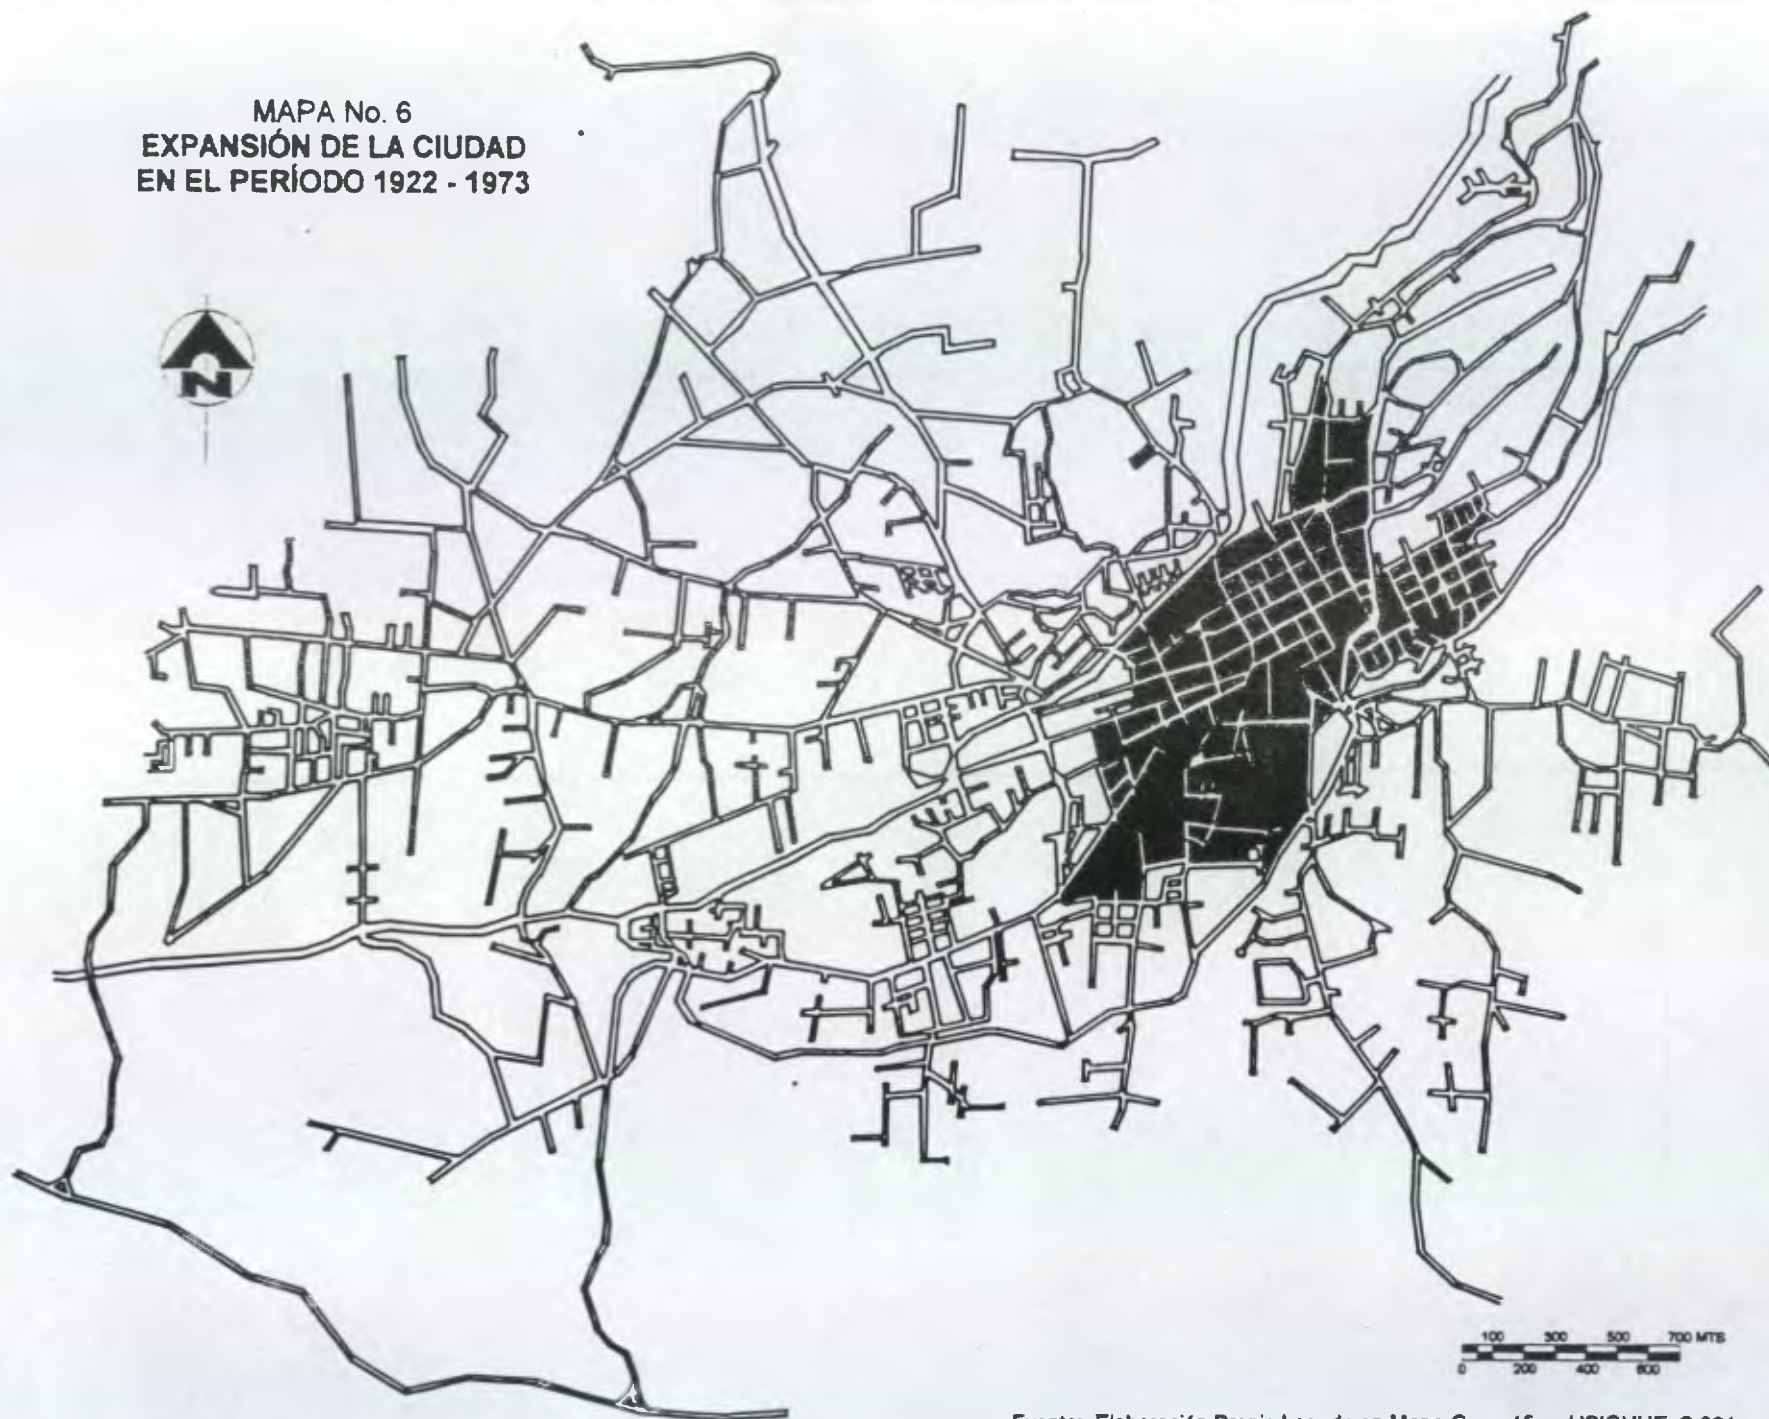 MAPA No. 6
EXPANSIÓN DE LA CIUDAD
EN EL PERÍODO 1922 - 1973
N
100 300 500 700 MTS
0 200 400 600